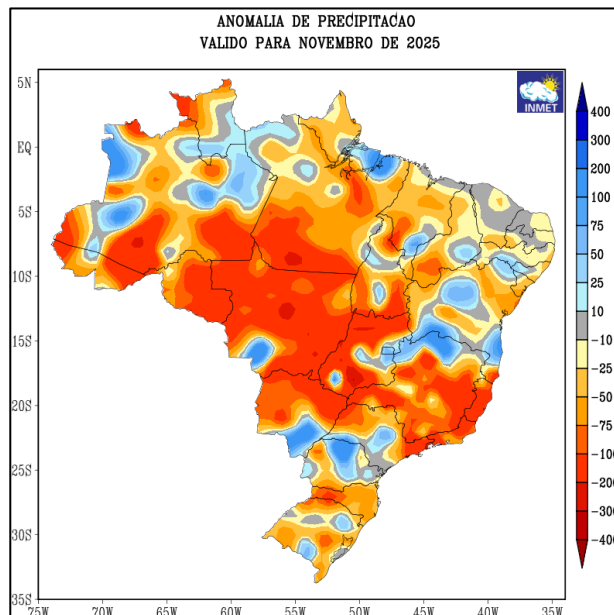 ANOMALIA DE PRECIPITACAO
VALIDO PARA NOVEMBRO DE 2025
INMET
5N
EQ
5S
10S
15S
20S
25S
30S
35S
75W 70W 65W 60W 55W 50W 45W 40W 35W
400
300
200
100
75
50
25
10
-10
-25
-50
-75
-100
-200
-300
-400